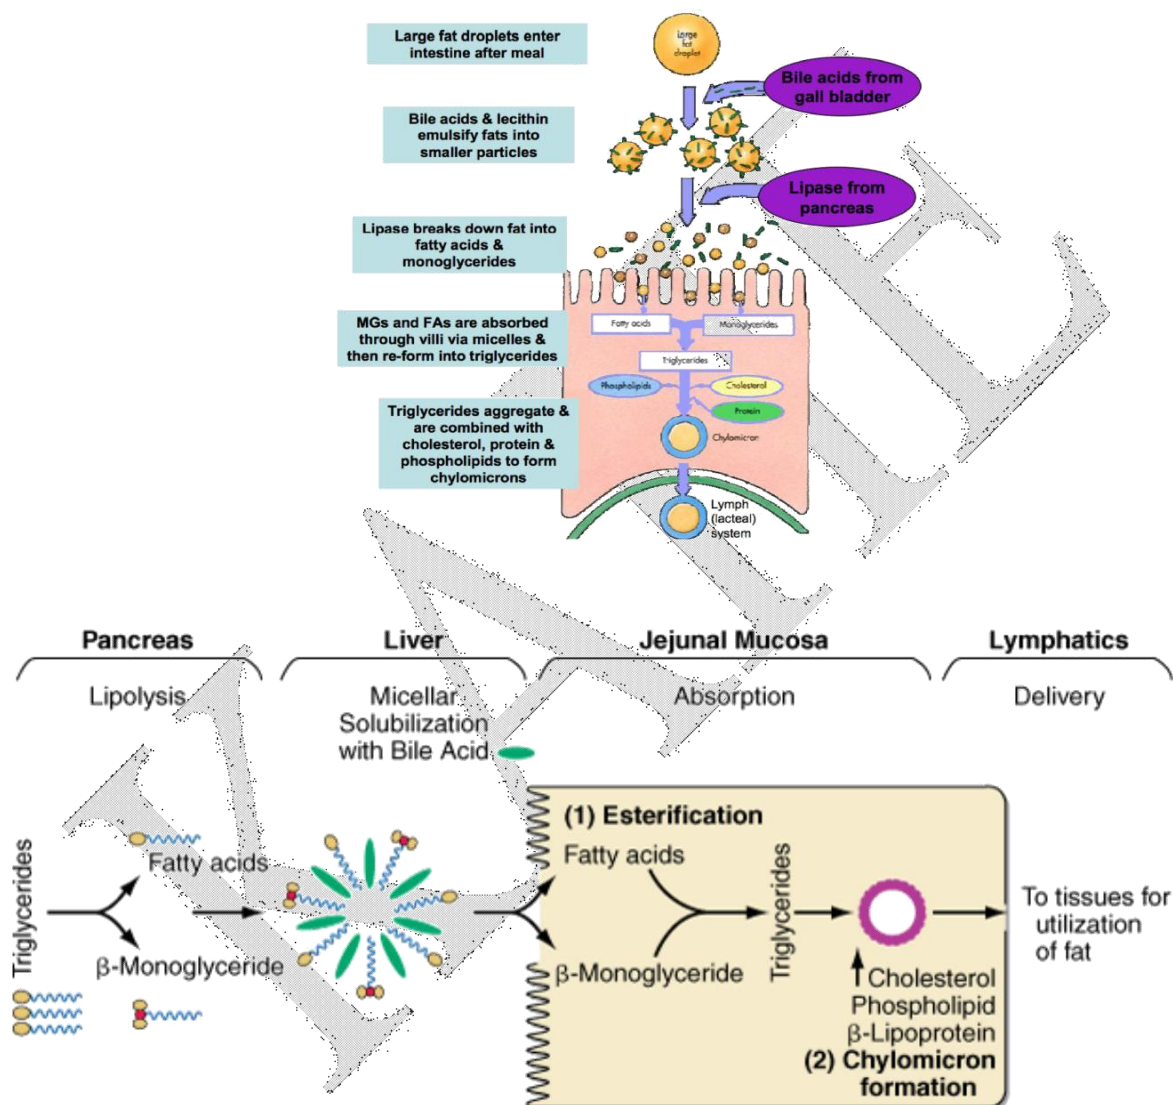 Large fat droplets enter
intestine after meal
Large
fat
droplet
Bile acids from
gall bladder
Bile acids & lecithin
emulsify fats into
smaller particles
Lipase from
pancreas
Lipase breaks down fat into
fatty acids &
monoglycerides
MGs and FAs are absorbed
through villi via micelles &
then re-form into triglycerides
Fatty acids
Monoglycerides
Triglycerides
Phospholipids
Cholesterol
Protein
Chylomicron
Triglycerides aggregate &
are combined with
cholesterol, protein &
phospholipids to form
chylomicrons
Lymph
(lacteal)
system
Pancreas
Liver
Jejunal Mucosa
Lymphatics
Lipolysis
Micellar
Solubilization
with Bile Acid
Absorption
Delivery
Triglycerides
Fatty acids
β-Monoglyceride
(1) Esterification
Fatty acids
β-Monoglyceride
Triglycerides
Cholesterol
Phospholipid
β-Lipoprotein
(2) Chylomicron
formation
To tissues for
utilization
of fat